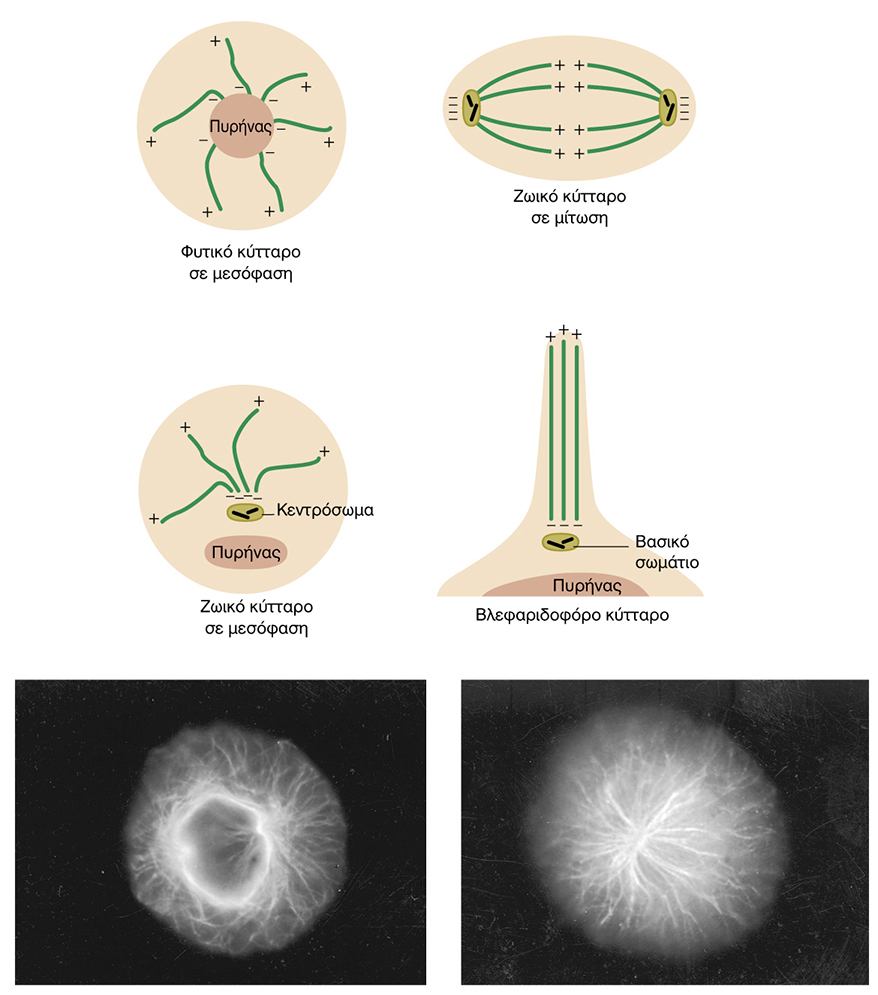 Πυρήνας
Φυτικό κύτταρο
σε μεσόφαση
Ζωικό κύτταρο
σε μίτωση
Κεντρόσωμα
Πυρήνας
Ζωικό κύτταρο
σε μεσόφαση
Βασικό
σωμάτιο
Πυρήνας
Βλεφαριδοφόρο κύτταρο